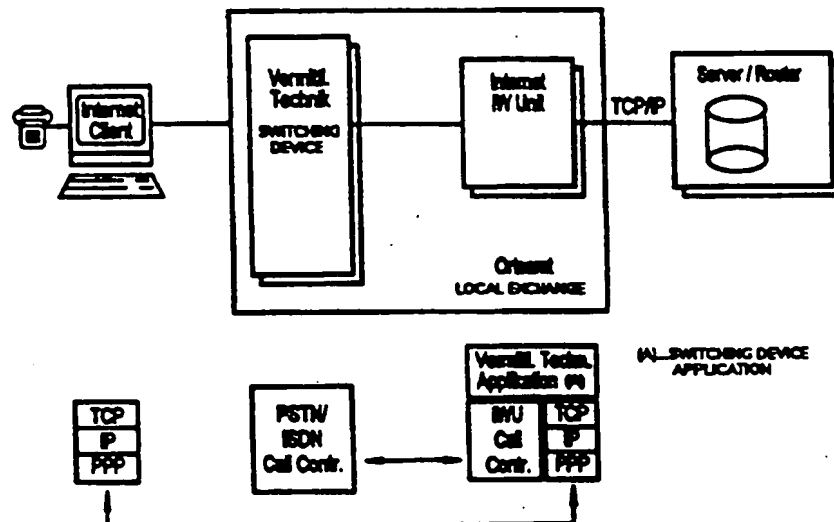 Vermittl.
Technik
SWITCHING
DEVICE
Internet
Client
Internet
IW Unit
TCP/IP
Server / Router
Ortsamt
LOCAL EXCHANGE
Vermittl. Techn.
Application (A)
(A)...SWITCHING DEVICE
APPLICATION
TCP
IP
PPP
PSTN/
ISDN
Call Contr.
IWU
Call
Contr.
TCP
IP
PPP